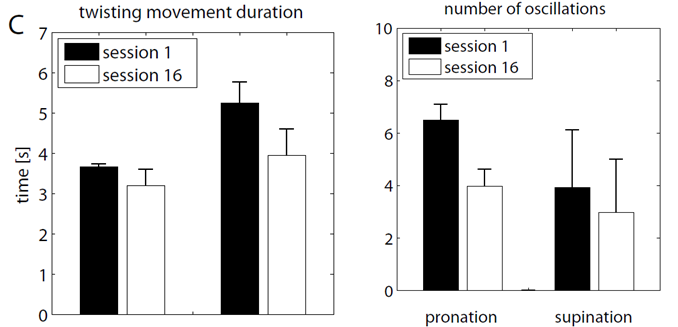 C
twisting movement duration
time [s]
7
6
5
4
3
2
1
0
session 1
session 16
number of oscillations
10
8
6
4
2
0
session 1
session 16
pronation
supination